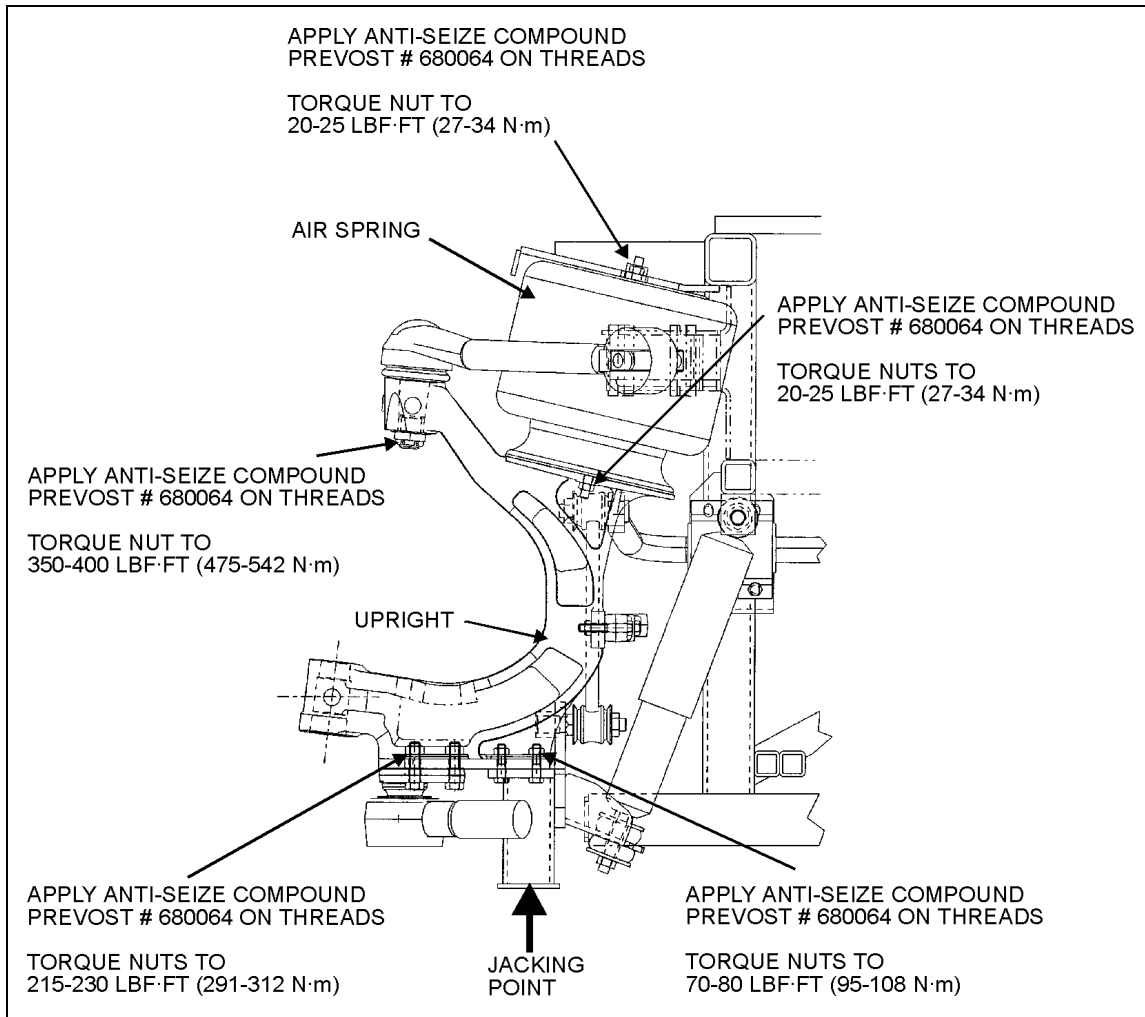 APPLY ANTI-SEIZE COMPOUND
PREVOST # 680064 ON THREADS
TORQUE NUT TO
20-25 LBF·FT (27-34 N·m)
AIR SPRING
APPLY ANTI-SEIZE COMPOUND
PREVOST # 680064 ON THREADS
TORQUE NUTS TO
20-25 LBF·FT (27-34 N·m)
APPLY ANTI-SEIZE COMPOUND
PREVOST # 680064 ON THREADS
TORQUE NUT TO
350-400 LBF·FT (475-542 N·m)
UPRIGHT
APPLY ANTI-SEIZE COMPOUND
PREVOST # 680064 ON THREADS
TORQUE NUTS TO
215-230 LBF·FT (291-312 N·m)
JACKING
POINT
APPLY ANTI-SEIZE COMPOUND
PREVOST # 680064 ON THREADS
TORQUE NUTS TO
70-80 LBF·FT (95-108 N·m)